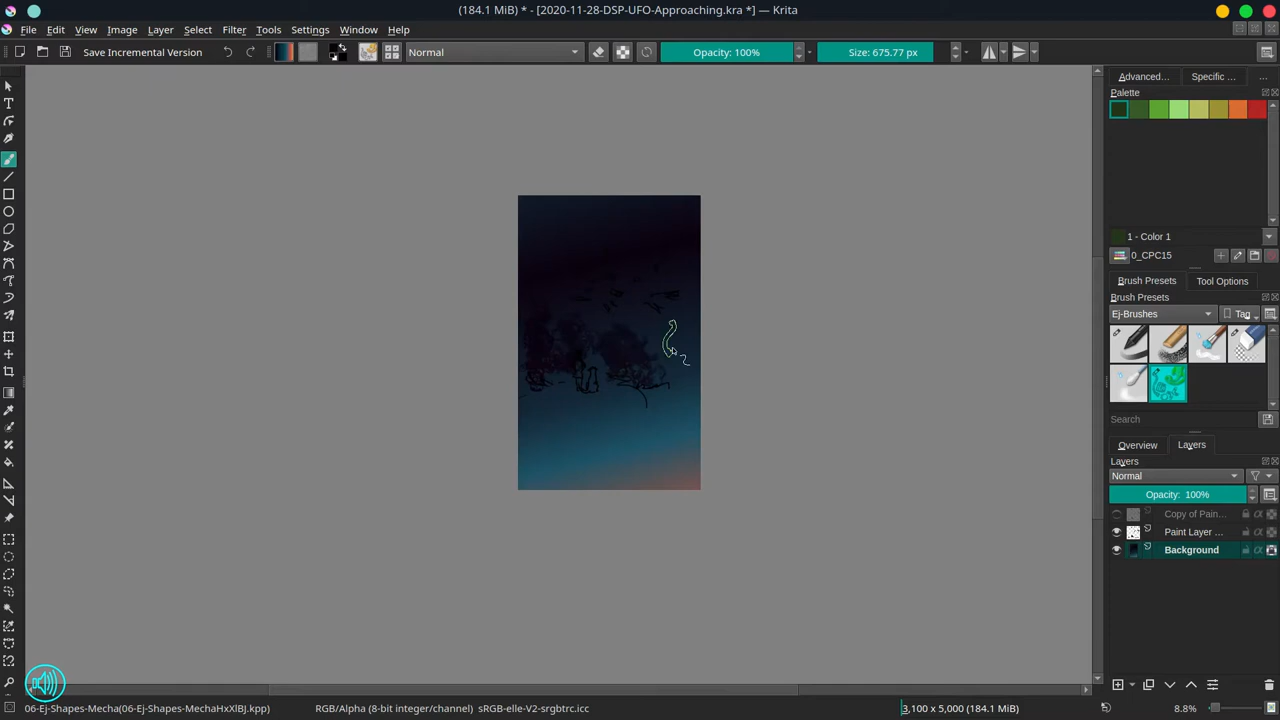 (184.1 MiB) * - [2020-11-28-DSP-UFO-Approaching.kra *] — Krita
File Edit View Image Layer Select Filter Tools Settings Window Help
Save Incremental Version Normal Opacity: 100% Size: 675.77 px
Advanced... Specific ... ...
Palette
1 - Color 1
0_CPC15
Brush Presets Tool Options
Brush Presets
Ej-Brushes Tag
Search
Overview Layers
Layers
Normal
Opacity: 100%
Copy of Pain...
Paint Layer ...
Background
06-Ej-Shapes-Mecha(06-Ej-Shapes-MechaHxXlBJ.kpp) RGB/Alpha (8-bit integer/channel) sRGB-elle-V2-srgbtrc.icc 3,100 x 5,000 (184.1 MiB) 8.8%